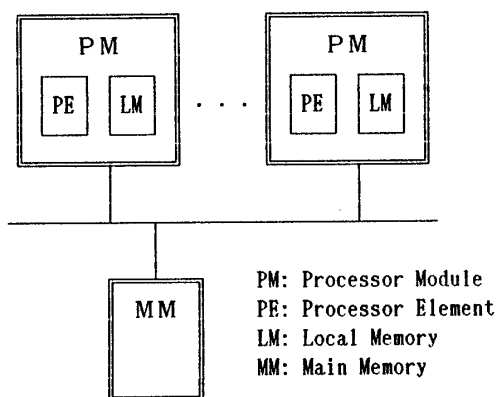 PM
PM
PE
LM
. . .
PE
LM
MM
PM: Processor Module
PE: Processor Element
LM: Local Memory
MM: Main Memory